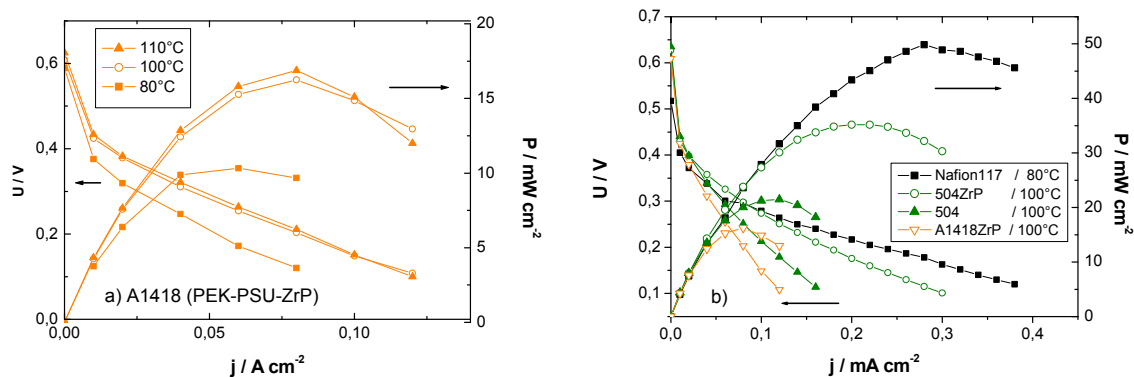 0,6
0,4
0,2
0,0
U / V
110°C
100°C
80°C
a) A1418 (PEK-PSU-ZrP)
20
15
10
5
0
P / mW cm-2
0,00
0,05
0,10
j / A cm-2
0,7
0,6
0,5
0,4
0,3
0,2
0,1
U / V
Nafion117 / 80°C
504ZrP / 100°C
504 / 100°C
A1418ZrP / 100°C
b)
50
40
30
20
10
0
P / mW cm-2
0,0
0,1
0,2
0,3
0,4
j / mA cm-2